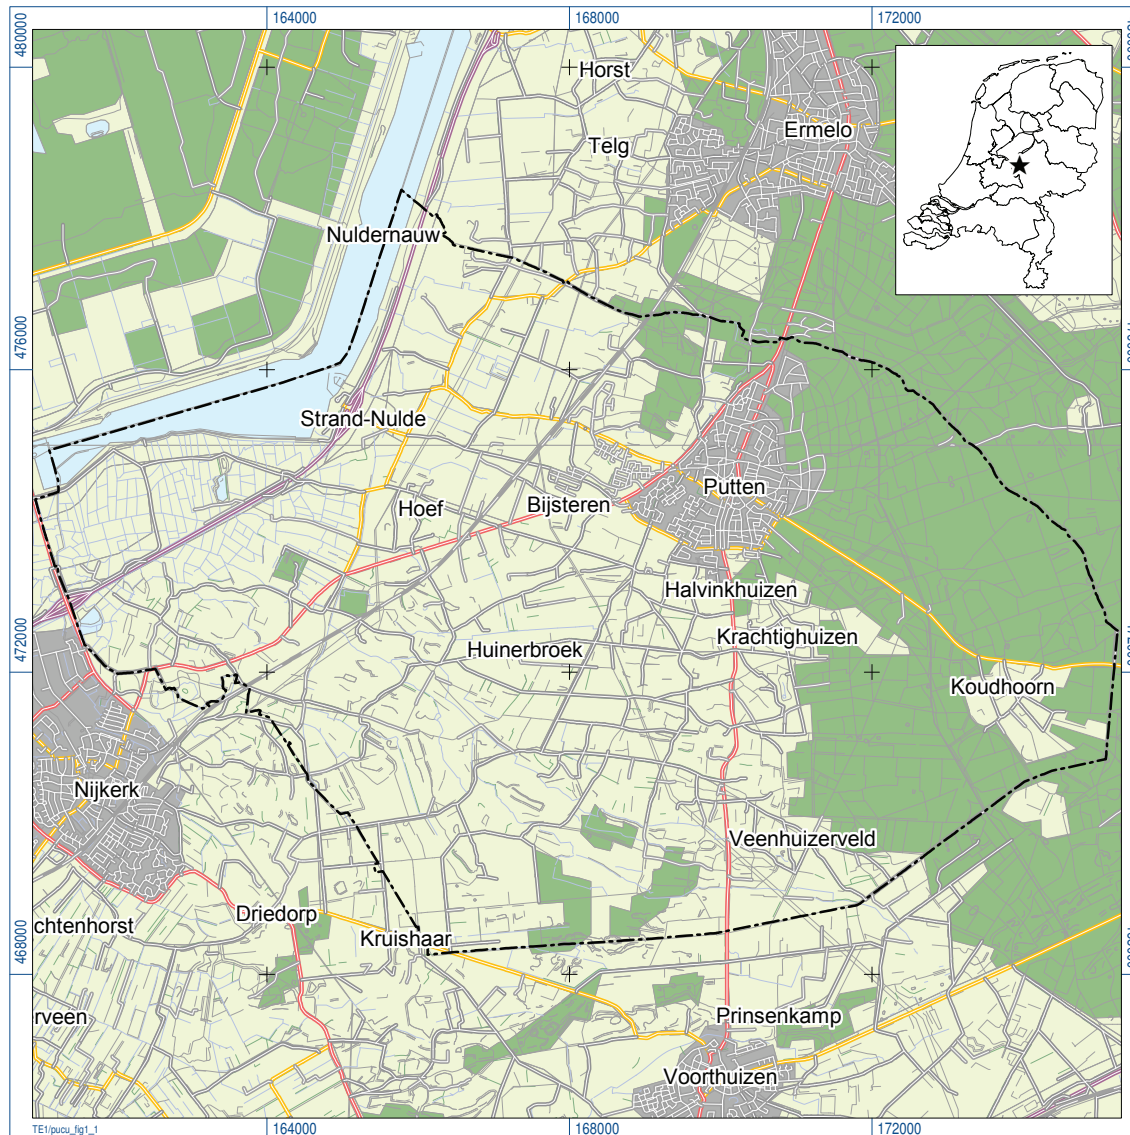 164000
168000
172000
480000
Horst
Ermelo
Telg
Nuldernauw
476000
Strand-Nulde
Putten
Hoef
Bijsteren
Halvinkhuizen
Krachtighuizen
472000
Huinerbroek
Koudhoorn
Nijkerk
Veenhuizerveld
Driedorp
chtenhorst
Kruishaar
468000
Prinsenkamp
rveen
Voorthuizen
TE1/pucu_fig1_1
164000
168000
172000